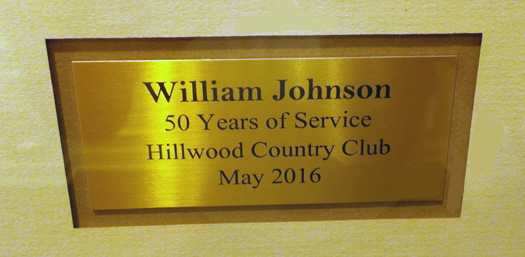 William Johnson
50 Years of Service
Hillwood Country Club
May 2016